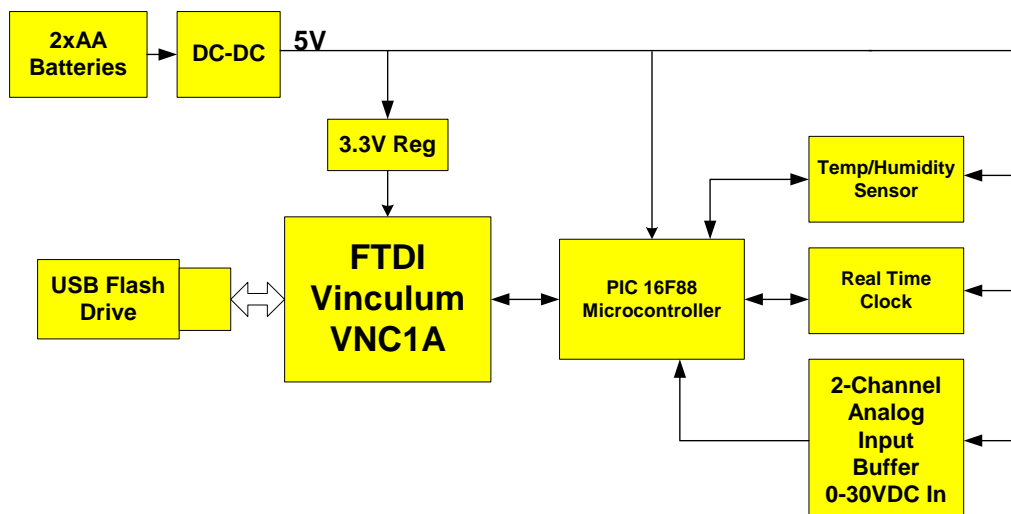 2xAA
Batteries
DC-DC
5V
3.3V Reg
Temp/Humidity
Sensor
FTDI
Vinculum
VNC1A
USB Flash
Drive
PIC 16F88
Microcontroller
Real Time
Clock
2-Channel
Analog
Input
Buffer
0-30VDC In